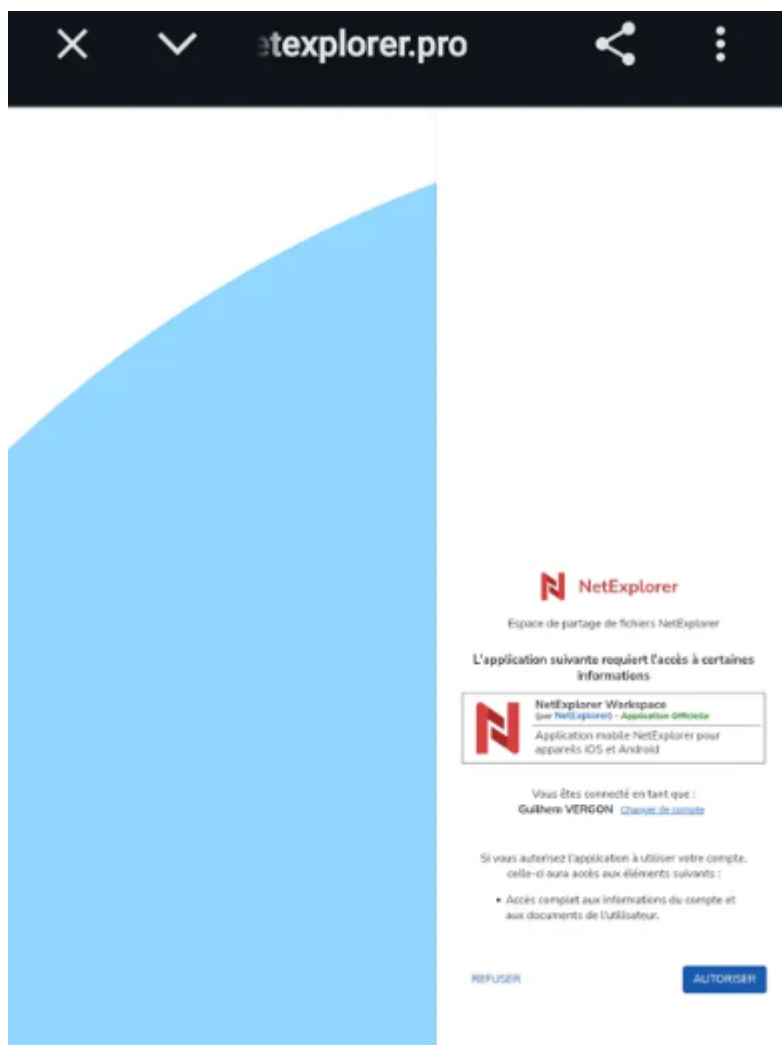 etexplorer.pro
NetExplorer
Espace de partage de fichiers NetExplorer
L'application suivante requiert l'accès à certaines
informations
NetExplorer Workspace
(par NetExplorer) - Application Officielle
Application mobile NetExplorer pour
appareils iOS et Android
Vous êtes connecté en tant que :
Guilhem VERGON Changer de compte
Si vous autorisez l'application à utiliser votre compte,
celle-ci aura accès aux éléments suivants :
• Accès complet aux informations du compte et
aux documents de l'utilisateur.
REFUSER
AUTORISER